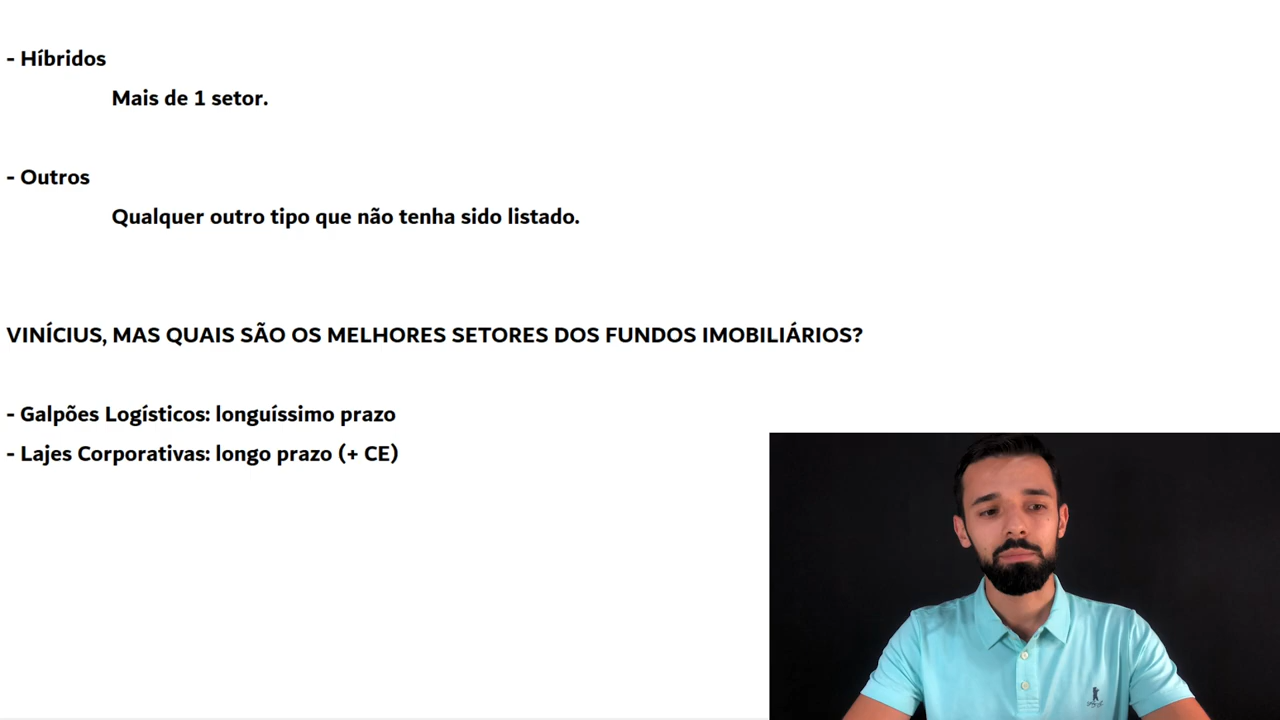 - Híbridos
Mais de 1 setor.
- Outros
Qualquer outro tipo que não tenha sido listado.
VINÍCIUS, MAS QUAIS SÃO OS MELHORES SETORES DOS FUNDOS IMOBILIÁRIOS?
- Galpões Logísticos: longuíssimo prazo
- Lajes Corporativas: longo prazo (+ CE)